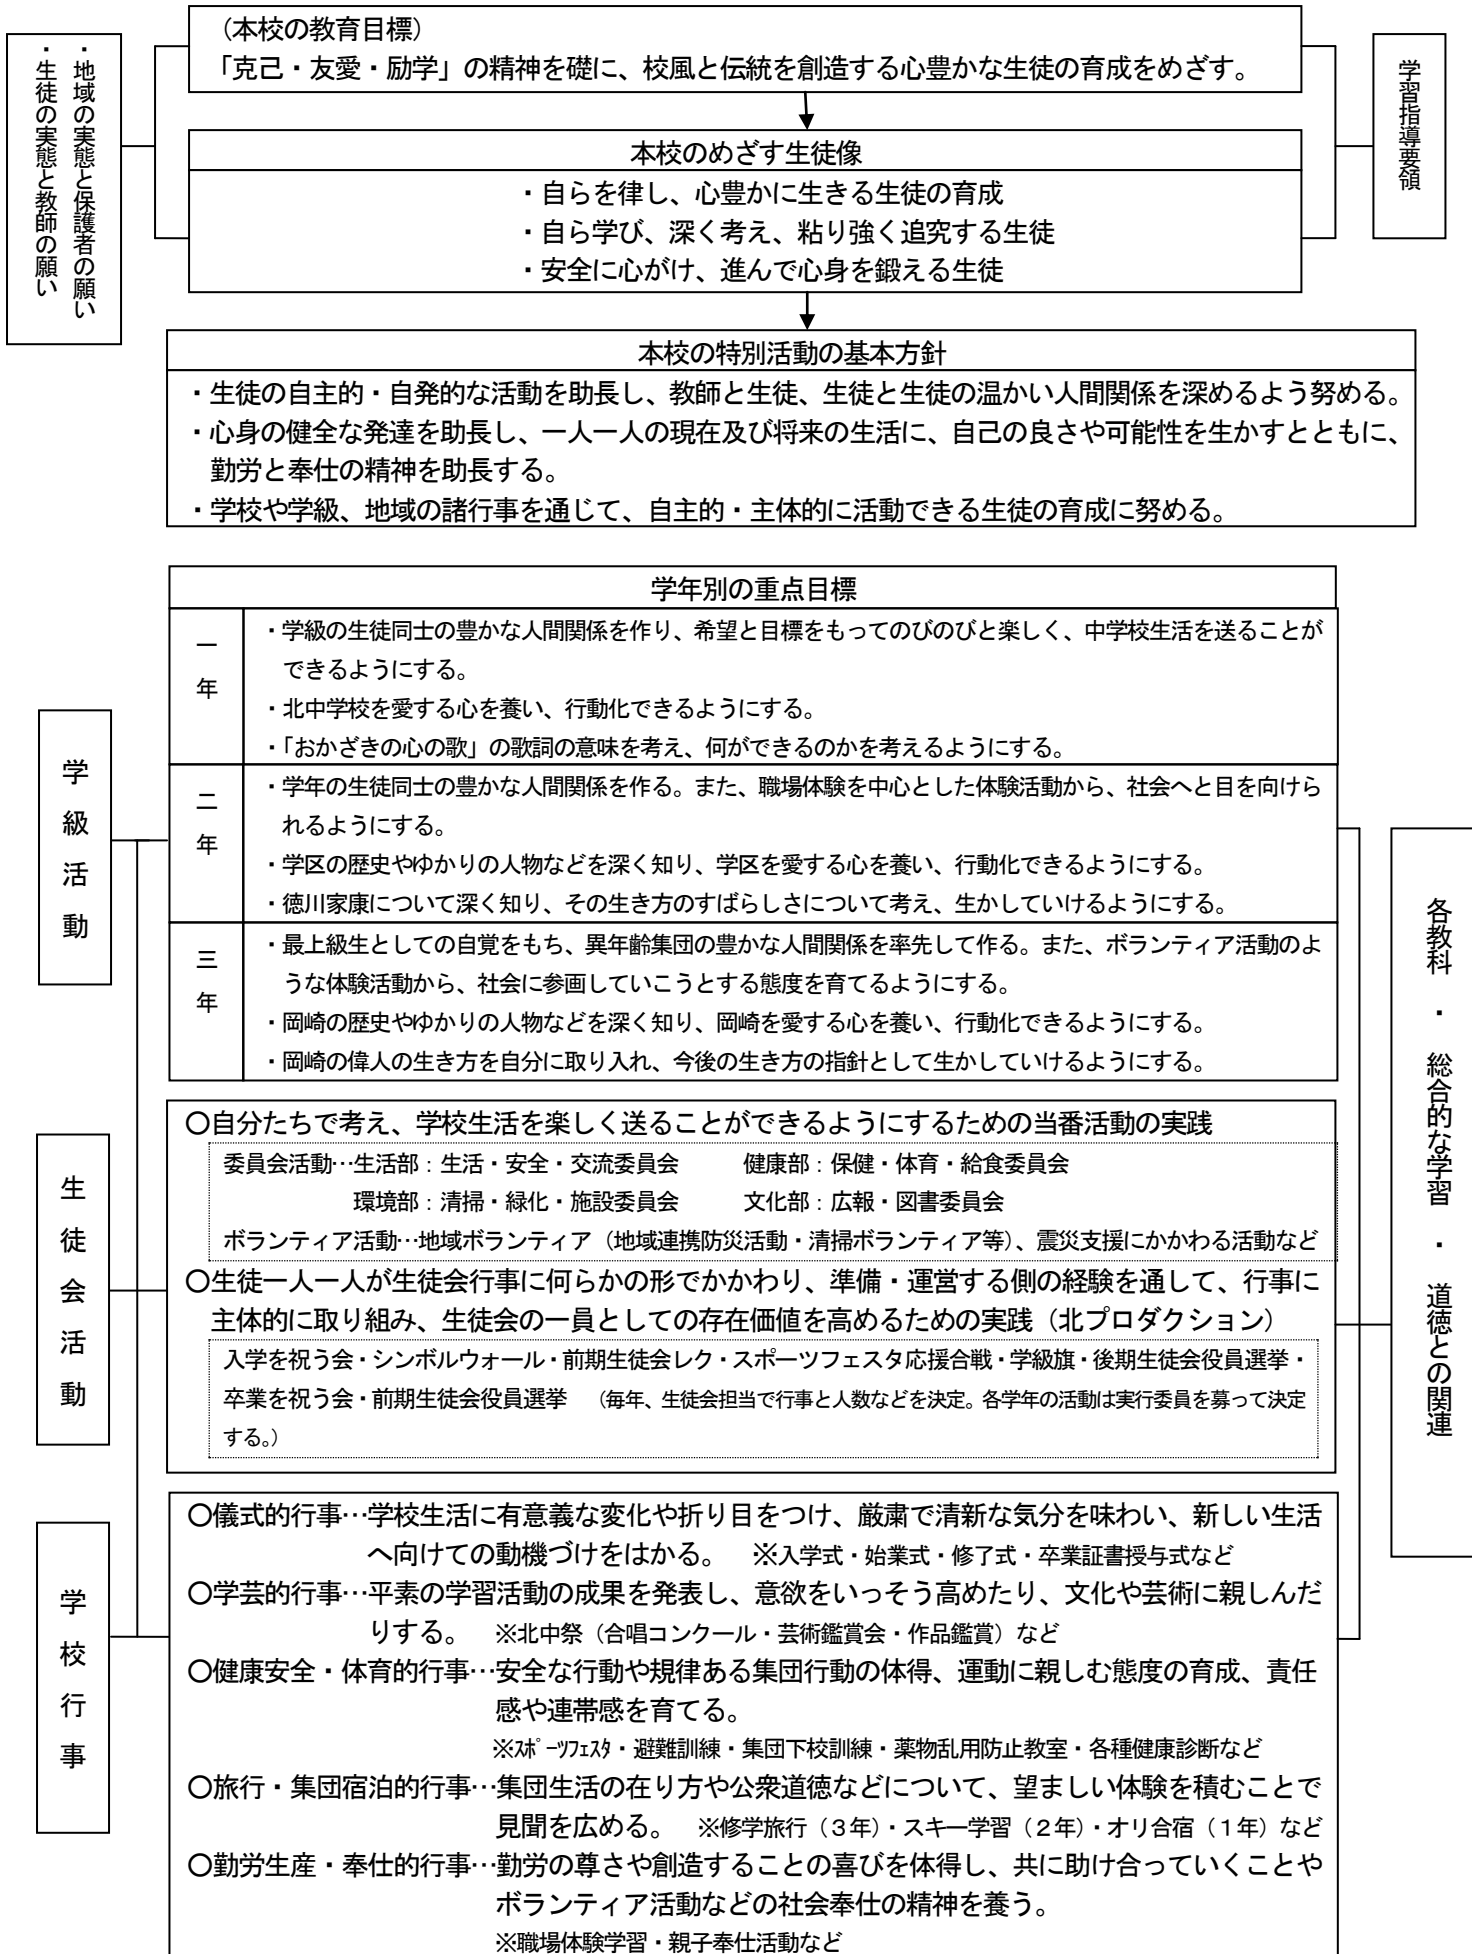 （本校の教育目標）
「克己・友愛・励学」の精神を礎に、校風と伝統を創造する心豊かな生徒の育成をめざす。
・地域の実態と保護者の願い
・生徒の実態と教師の願い
学習指導要領
本校のめざす生徒像
・自らを律し、心豊かに生きる生徒の育成
・自ら学び、深く考え、粘り強く追究する生徒
・安全に心がけ、進んで心身を鍛える生徒
本校の特別活動の基本方針
・生徒の自主的・自発的な活動を助長し、教師と生徒、生徒と生徒の温かい人間関係を深めるよう努める。
・心身の健全な発達を助長し、一人一人の現在及び将来の生活に、自己の良さや可能性を生かすとともに、
勤労と奉仕の精神を助長する。
・学校や学級、地域の諸行事を通じて、自主的・主体的に活動できる生徒の育成に努める。
学級活動
学年別の重点目標
一年
・学級の生徒同士の豊かな人間関係を作り、希望と目標をもってのびのびと楽しく、中学校生活を送ることが
できるようにする。
・北中学校を愛する心を養い、行動化できるようにする。
・「おかざきの心の歌」の歌詞の意味を考え、何ができるのかを考えるようにする。
二年
・学年の生徒同士の豊かな人間関係を作る。また、職場体験を中心とした体験活動から、社会へと目を向けら
れるようにする。
・学区の歴史やゆかりの人物などを深く知り、学区を愛する心を養い、行動化できるようにする。
・徳川家康について深く知り、その生き方のすばらしさについて考え、生かしていけるようにする。
三年
・最上級生としての自覚をもち、異年齢集団の豊かな人間関係を率先して作る。また、ボランティア活動のよ
うな体験活動から、社会に参画していこうとする態度を育てるようにする。
・岡崎の歴史やゆかりの人物などを深く知り、岡崎を愛する心を養い、行動化できるようにする。
・岡崎の偉人の生き方を自分に取り入れ、今後の生き方の指針として生かしていけるようにする。
各教科・総合的な学習・道徳との関連
生徒会活動
○自分たちで考え、学校生活を楽しく送ることができるようにするための当番活動の実践
委員会活動…生活部：生活・安全・交流委員会　　健康部：保健・体育・給食委員会
環境部：清掃・緑化・施設委員会　　文化部：広報・図書委員会
ボランティア活動…地域ボランティア（地域連携防災活動・清掃ボランティア等）、震災支援にかかわる活動など
○生徒一人一人が生徒会行事に何らかの形でかかわり、準備・運営する側の経験を通して、行事に
主体的に取り組み、生徒会の一員としての存在価値を高めるための実践（北プロダクション）
入学を祝う会・シンボルウォール・前期生徒会レク・スポーツフェスタ応援合戦・学級旗・後期生徒会役員選挙・
卒業を祝う会・前期生徒会役員選挙　（毎年、生徒会担当で行事と人数などを決定。各学年の活動は実行委員を募って決定
する。）
学校行事
○儀式的行事…学校生活に有意義な変化や折り目をつけ、厳粛で清新な気分を味わい、新しい生活
へ向けての動機づけをはかる。　※入学式・始業式・修了式・卒業証書授与式など
○学芸的行事…平素の学習活動の成果を発表し、意欲をいっそう高めたり、文化や芸術に親しんだ
りする。　※北中祭（合唱コンクール・芸術鑑賞会・作品鑑賞）など
○健康安全・体育的行事…安全な行動や規律ある集団行動の体得、運動に親しむ態度の育成、責任
感や連帯感を育てる。
※ｽﾎﾟｰﾂﾌｪｽﾀ・避難訓練・集団下校訓練・薬物乱用防止教室・各種健康診断など
○旅行・集団宿泊的行事…集団生活の在り方や公衆道徳などについて、望ましい体験を積むことで
見聞を広める。　※修学旅行（３年）・スキー学習（２年）・オリ合宿（１年）など
○勤労生産・奉仕的行事…勤労の尊さや創造することの喜びを体得し、共に助け合っていくことや
ボランティア活動などの社会奉仕の精神を養う。
※職場体験学習・親子奉仕活動など